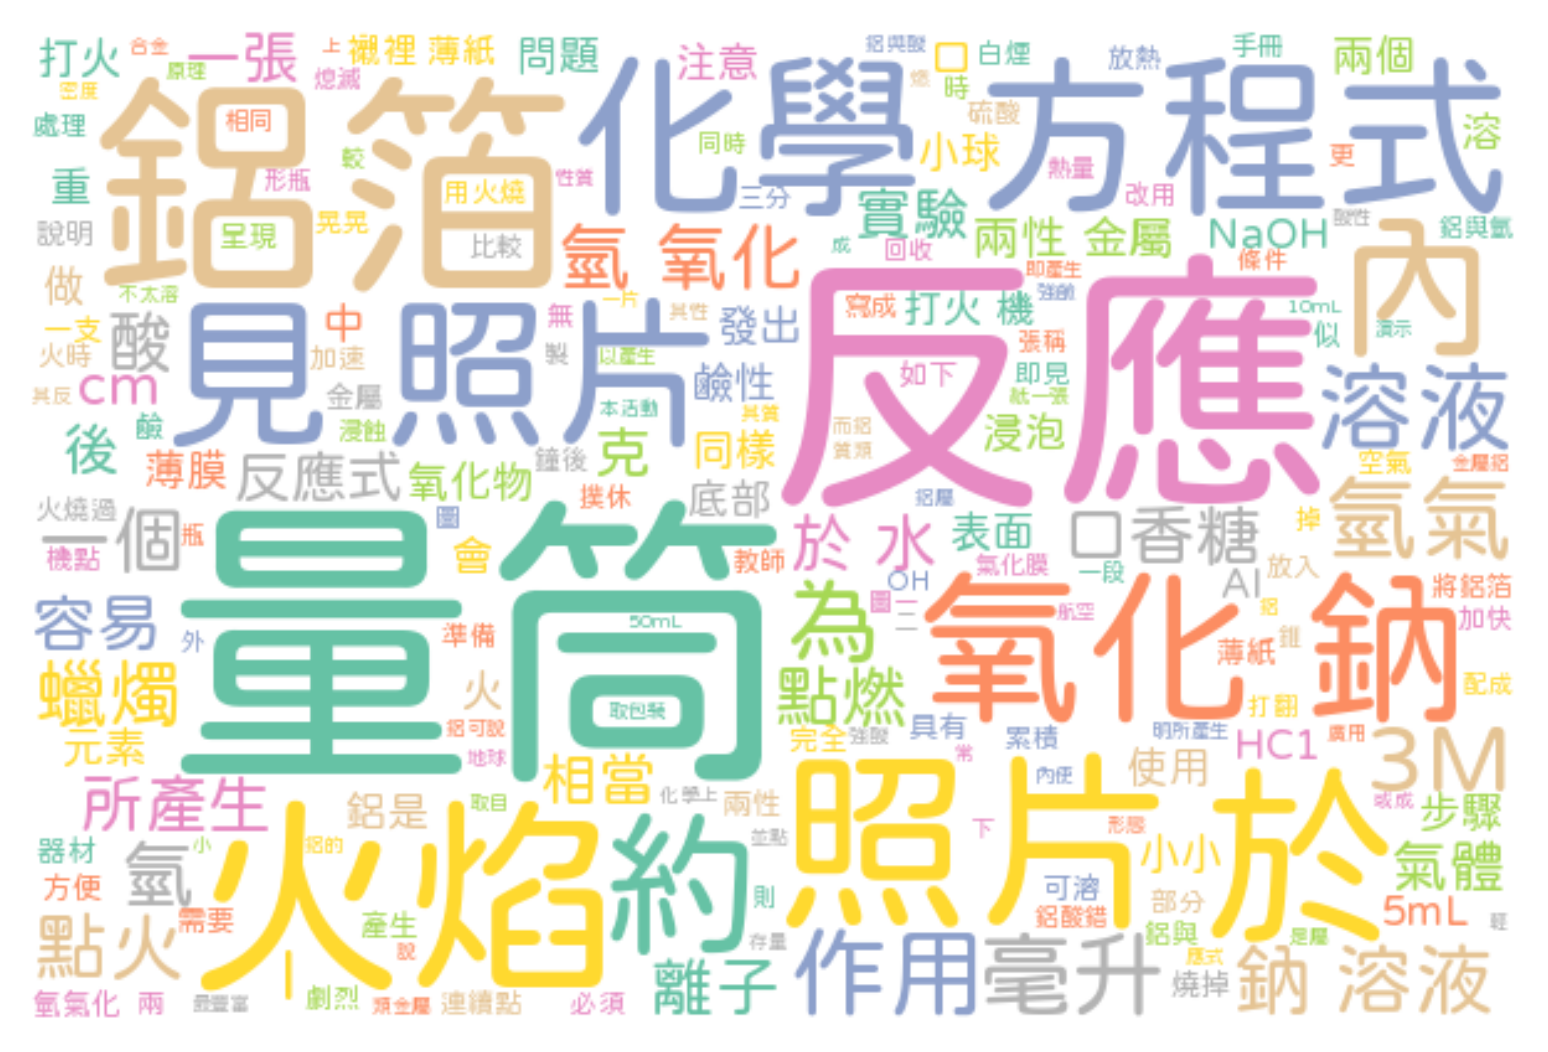 打火 合金 一張 上 襯裡 薄紙 問題 注意 鋁與酸 口 白煙 放熱 手冊 兩個
原理 熄滅 時
密度
鋁箔 化學 方程式
處理 相同 較 同時 硫酸 小球 更 溶
重 形瓶 用火燒 性質 三分 熱量 改用
說明 呈現 晃晃 比較 氫 氧化 成 實驗 回收 兩性 金屬 NaOH 酸性 鋁與氫
做 不太溶 即產生 條件 內
一支 酸 見 照片 中 無 一片 其性 發出 反應 寫成 打火 機 強鹼 10mL 似 演示
火時 加速 製 以產生 張稱
其反 cm 金屬 鹼性 如下 即見 溶液
後 鹼 浸蝕 本活動 其質 而鋁 紙一張
薄膜 反應式 氧化物 鐘後 克 同樣 質類 浸泡 空氣 金屬鋁
火燒過 一個 瓶 圖 撲休 底部 鋁屬 口香糖 掉 氫氣
機點 會 教師 於 水 表面 氧化膜 一段 放入
量筒 OH Al 將鋁箔
容易 外 準備 50mL 為 圖二 氧化 鈉 航空 鋁 加快
蠟燭 火 取包裝 點燃 薄紙 打翻 配成
元素 鋁可說 地球 完全 強酸 具有 累積 常 明所產生 HC1 廣用 3M
所產生 鋁是 取目 相當 化學上 兩性 照片 內便 使用 或成 步驟
器材 氫 小 火焰 鋁的 約 並點 下 形態 小小 於 氣體
方便 則 可溶
點火 需要 產生 說 存量 鋁酸錯 部分 鋁與 5mL 輕
離子 作用 毫升 應式 是屬 燒掉 鈉 溶液
氫氧化 兩 最豐富 劇烈 類金屬 連續點 必須